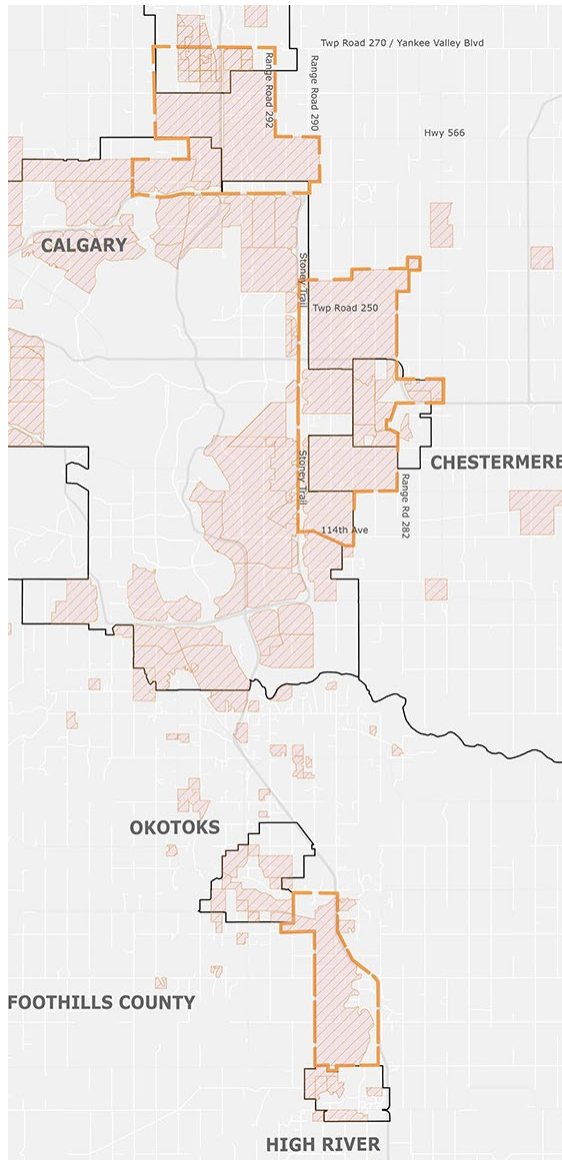 Twp Road 270 / Yankee Valley Blvd
Range Road 292
Range Road 290
Hwy 566
CALGARY
Stoney Trail
Twp Road 250
Stoney Trail
CHESTERMERE
Range Rd 282
114th Ave
OKOTOKS
FOOTHILLS COUNTY
HIGH RIVER